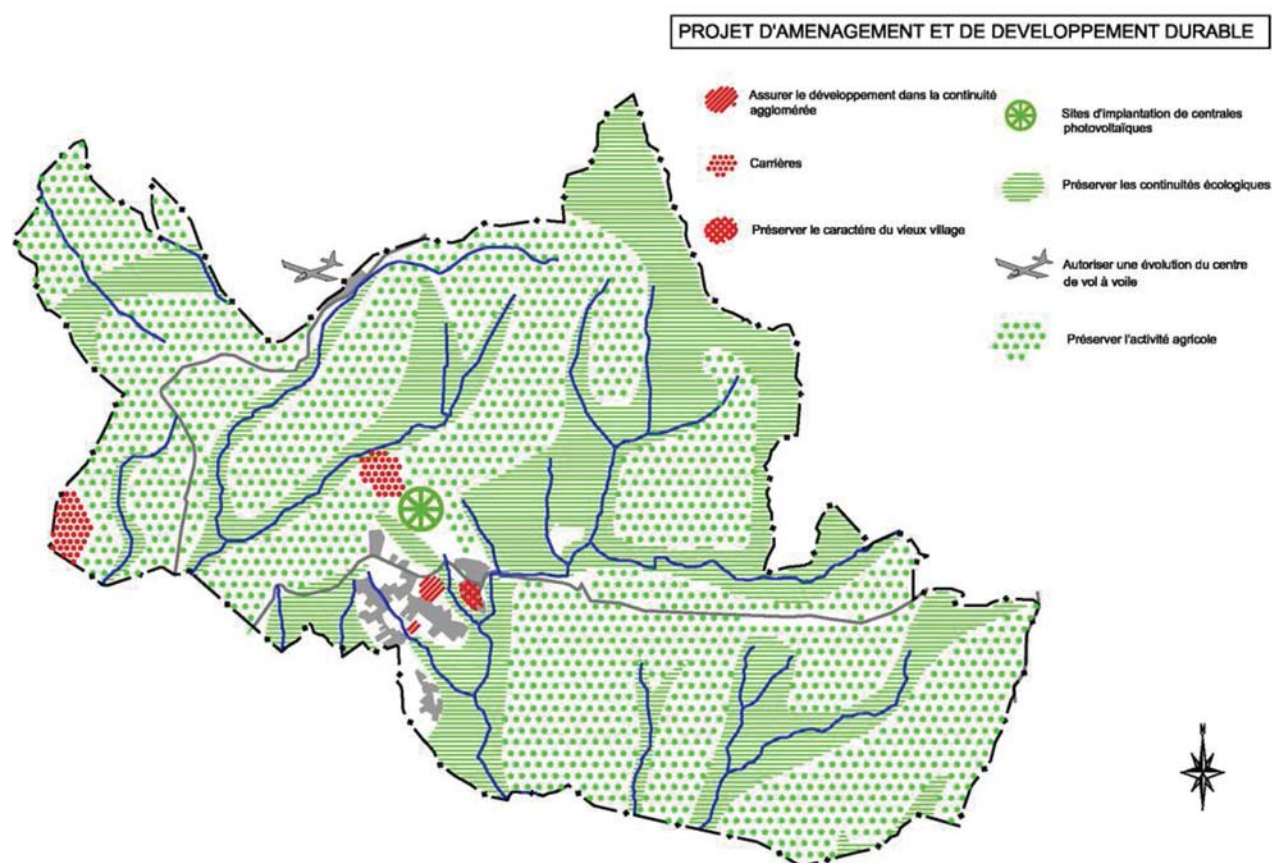 PROJET D'AMENAGEMENT ET DE DEVELOPPEMENT DURABLE
Assurer le développement dans la continuité
agglomérée
Carrières
Préserver le caractére du vieux village
Sites d'implantation de centrales
photovoltaïques
Préserver les continuités écologiques
Autoriser une évolution du centre
de vol à voile
Préserver l'activité agricole
N